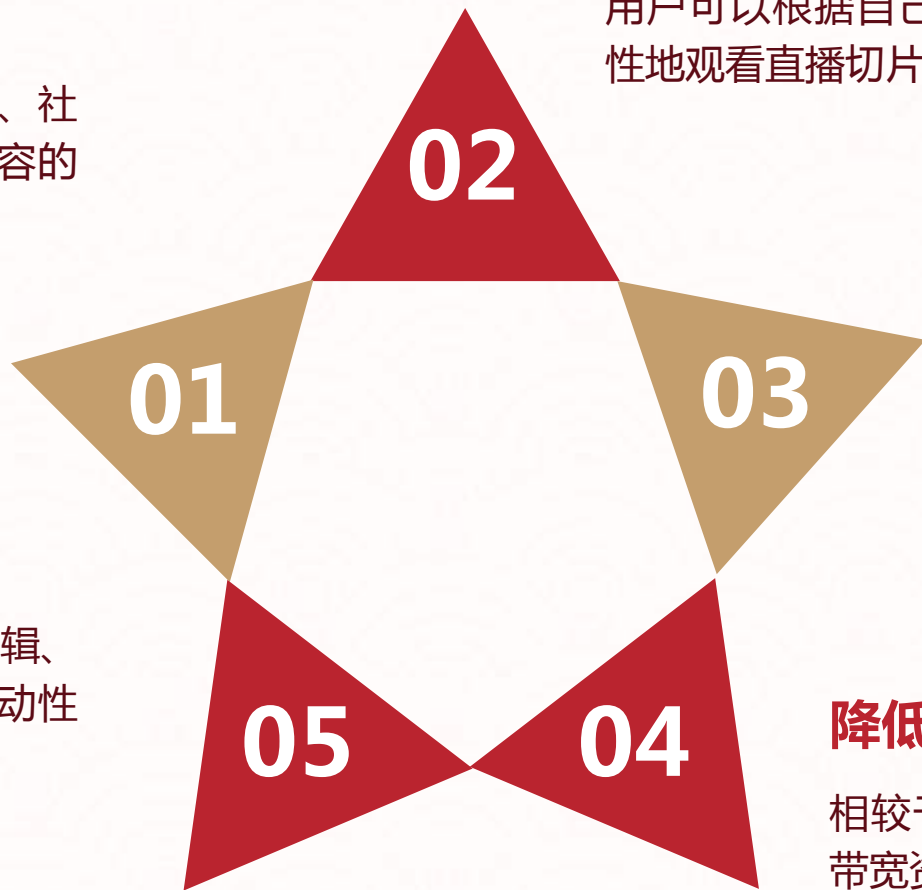 用户可以根据自己
性地观看直播切片
、社
容的
02
01
03
辑、
动性
05
04
降低
相较于
带宽资